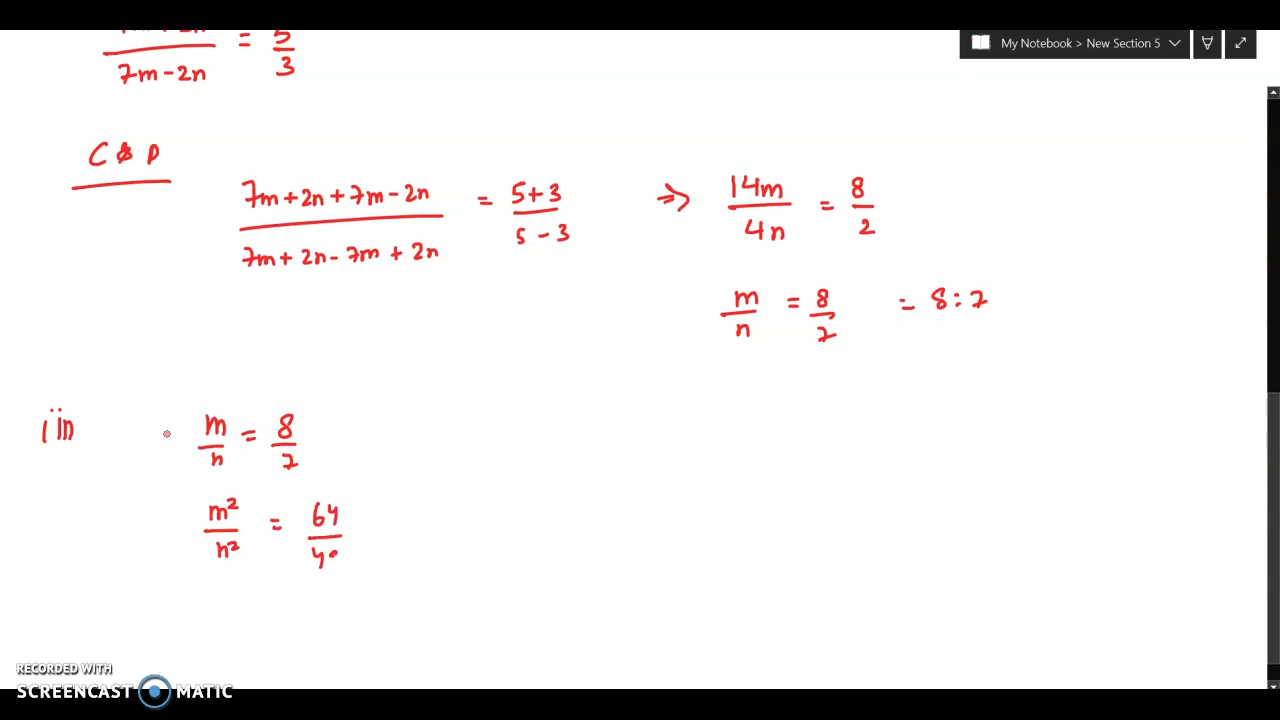 My Notebook > New Section 5
/ 7m-2n = 5/3
C & D
7m+2n+7m-2n / 7m+2n-7m+2n = 5+3 / 5-3 ⇒ 14m/4n = 8/2
m/n = 8/7 = 8:7
iii) m/n = 8/7
m²/n² = 64/4
RECORDED WITH
SCREENCAST MATIC